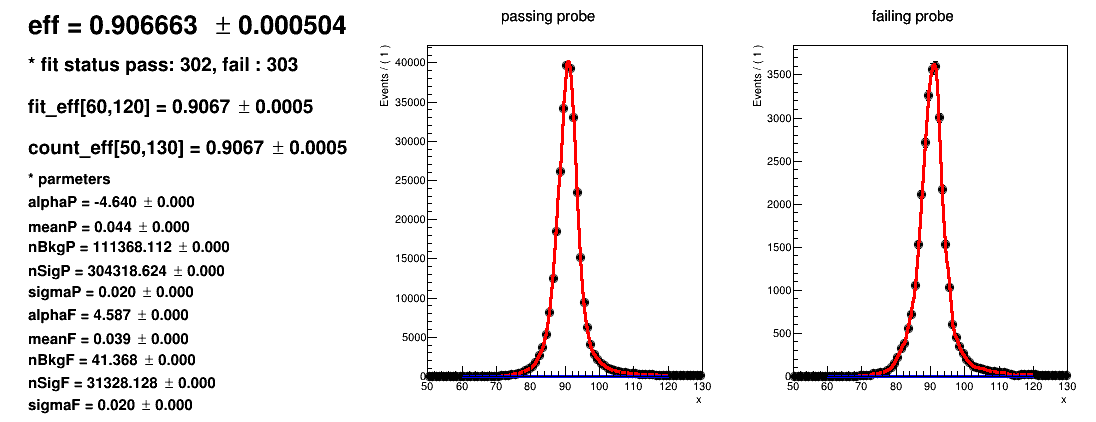 eff = 0.906663 ± 0.000504
* fit status pass: 302, fail : 303
fit_eff[60,120] = 0.9067 ± 0.0005
count_eff[50,130] = 0.9067 ± 0.0005
* parmeters
alphaP = -4.640 ± 0.000
meanP = 0.044 ± 0.000
nBkgP = 111368.112 ± 0.000
nSigP = 304318.624 ± 0.000
sigmaP = 0.020 ± 0.000
alphaF = 4.587 ± 0.000
meanF = 0.039 ± 0.000
nBkgF = 41.368 ± 0.000
nSigF = 31328.128 ± 0.000
sigmaF = 0.020 ± 0.000
passing probe
Events / ( 1 )
40000
35000
30000
25000
20000
15000
10000
5000
0
50 60 70 80 90 100 110 120 130
x
failing probe
Events / ( 1 )
3500
3000
2500
2000
1500
1000
500
0
50 60 70 80 90 100 110 120 130
x